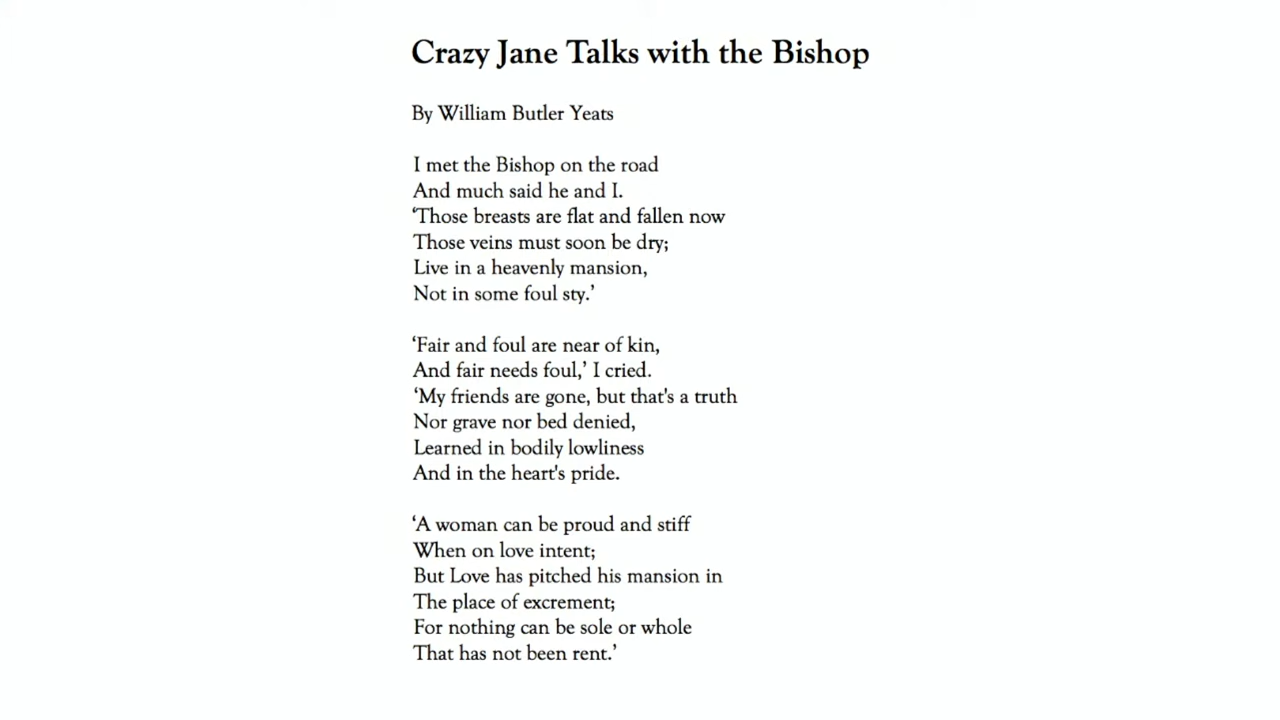 Crazy Jane Talks with the Bishop
By William Butler Yeats
I met the Bishop on the road
And much said he and I.
‘Those breasts are flat and fallen now
Those veins must soon be dry;
Live in a heavenly mansion,
Not in some foul sty.’
‘Fair and foul are near of kin,
And fair needs foul,’ I cried.
‘My friends are gone, but that's a truth
Nor grave nor bed denied,
Learned in bodily lowliness
And in the heart's pride.
‘A woman can be proud and stiff
When on love intent;
But Love has pitched his mansion in
The place of excrement;
For nothing can be sole or whole
That has not been rent.’